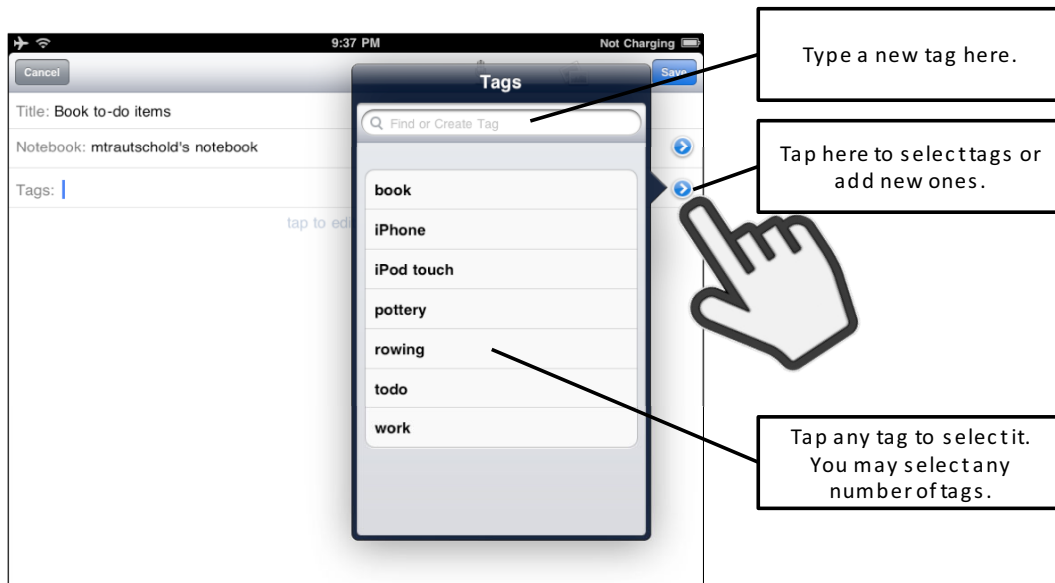 9:37 PM
Not Charging
Cancel
Tags
Save
Title: Book to-do items
Find or Create Tag
Notebook: mtrautschold's notebook
Tags:
tap to edi
book
iPhone
iPod touch
pottery
rowing
todo
work
Type a new tag here.
Tap here to select tags or
add new ones.
Tap any tag to select it.
You may select any
number of tags.